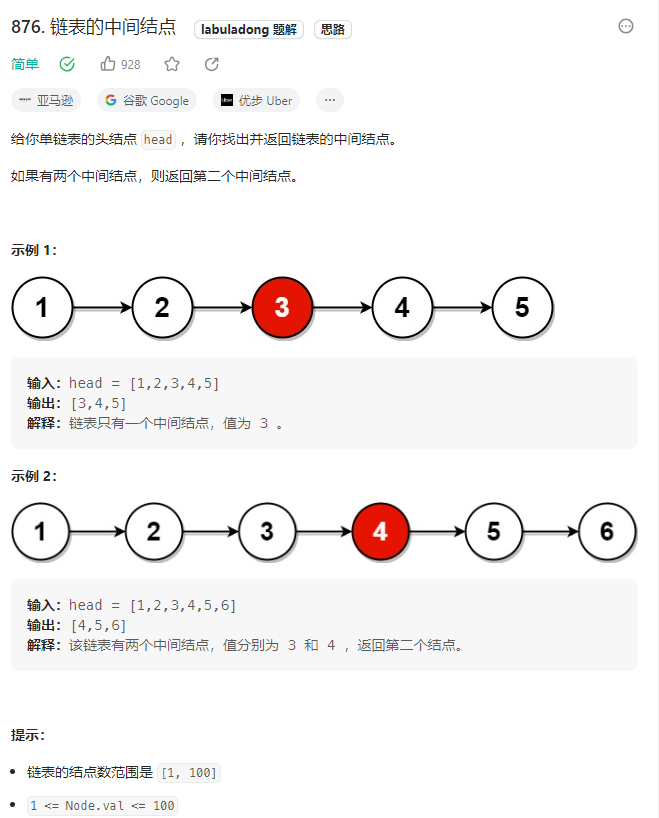 876. 链表的中间结点 labuladong 题解 思路
简单 928
亚马逊 谷歌 Google Uber 优步 Uber ···
给你单链表的头结点 head ，请你找出并返回链表的中间结点。
如果有两个中间结点，则返回第二个中间结点。
示例 1：
1 2 3 4 5
输入：head = [1,2,3,4,5]
输出：[3,4,5]
解释：链表只有一个中间结点，值为 3 。
示例 2：
1 2 3 4 5 6
输入：head = [1,2,3,4,5,6]
输出：[4,5,6]
解释：该链表有两个中间结点，值分别为 3 和 4 ，返回第二个结点。
提示：
链表的结点数范围是 [1, 100]
1 <= Node.val <= 100